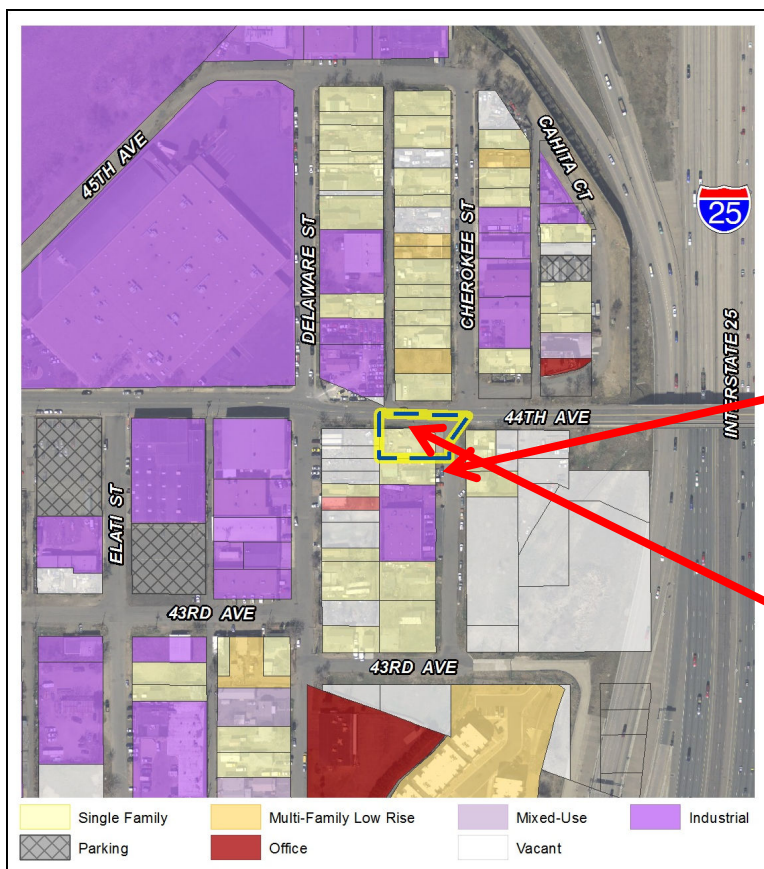 45TH AVE
DELAWARE ST
CHEROKEE ST
CAHITA CT
25
INTERSTATE 25
44TH AVE
ELATI ST
43RD AVE
43RD AVE
Single Family
Multi-Family Low Rise
Mixed-Use
Industrial
Parking
Office
Vacant